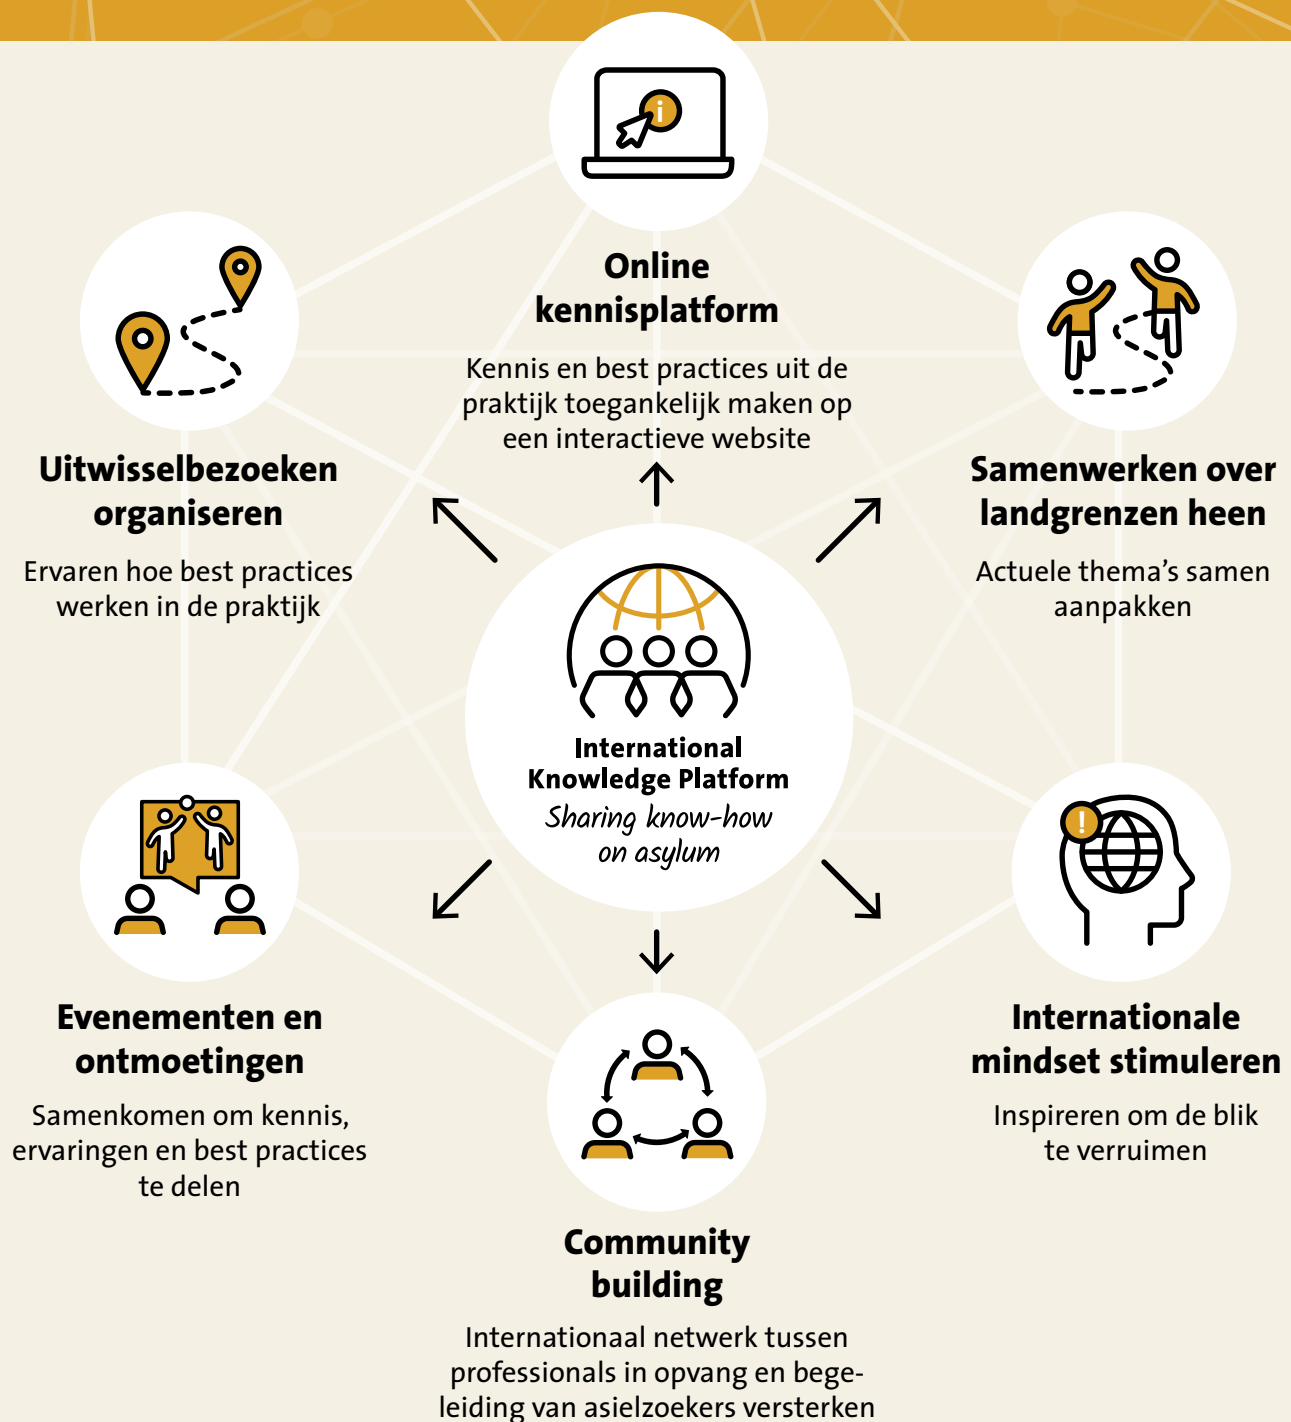 i
Online
kennisplatform
Kennis en best practices uit de
praktijk toegankelijk maken op
een interactieve website
Uitwisselbezoeken
organiseren
Ervaren hoe best practices
werken in de praktijk
Samenwerken over
landgrenzen heen
Actuele thema's samen
aanpakken
International
Knowledge Platform
Sharing know-how
on asylum
Evenementen en
ontmoetingen
Samenkomen om kennis,
ervaringen en best practices
te delen
!
Internationale
mindset stimuleren
Inspireren om de blik
te verruimen
Community
building
Internationaal netwerk tussen
professionals in opvang en bege-
leiding van asielzoekers versterken